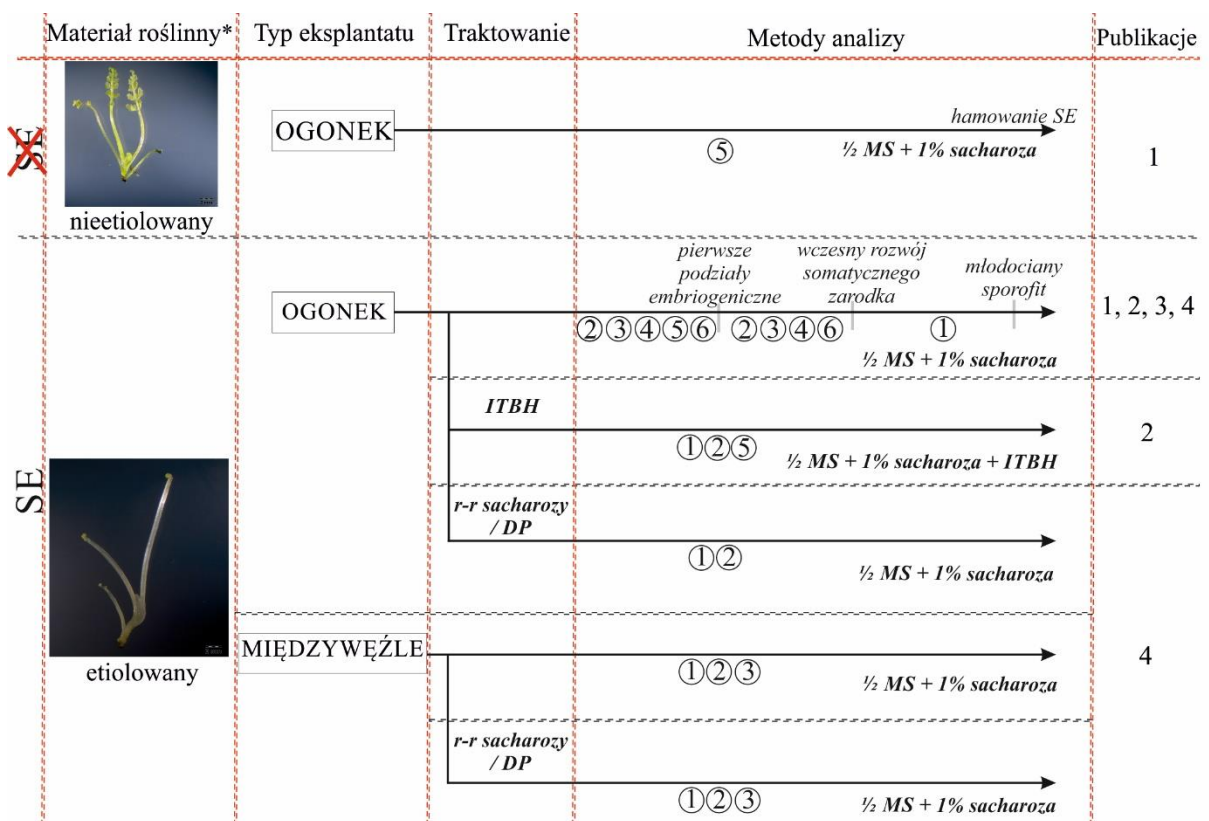 Materiał roślinny* Typ eksplantatu Traktowanie Metody analizy Publikacje
SE
nieetiolowany
OGONEK
hamowanie SE
⑤
½ MS + 1% sacharoza
1
SE
etiolowany
OGONEK
pierwsze
podziały
embriogeniczne
wczesny rozwój
somatycznego
zarodka
młodociany
sporofit
②③④⑤⑥ ②③④⑥ ①
½ MS + 1% sacharoza
1, 2, 3, 4
ITBH
①②⑤
½ MS + 1% sacharoza + ITBH
2
r-r sacharozy
/ DP
①②
½ MS + 1% sacharoza
MIĘDZYWĘŹLE
①②③
½ MS + 1% sacharoza
4
r-r sacharozy
/ DP
①②③
½ MS + 1% sacharoza